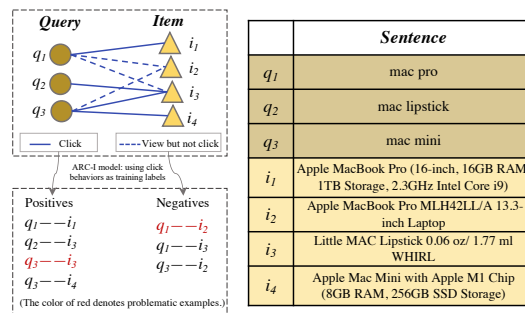 Query Item
q1 i1
q2 i2
q3 i3
i4
Click View but not click
ARC-I model: using click
behaviors as training labels
Positives Negatives
q1——i1 q1——i2
q2——i3 q1——i3
q3——i3 q3——i2
q3——i4
(The color of red denotes problematic examples.)
Sentence
q1 mac pro
q2 mac lipstick
q3 mac mini
i1 Apple MacBook Pro (16-inch, 16GB RAM,
1TB Storage, 2.3GHz Intel Core i9)
i2 Apple MacBook Pro MLH42LL/A 13.3-
inch Laptop
i3 Little MAC Lipstick 0.06 oz/ 1.77 ml
WHIRL
i4 Apple Mac Mini with Apple M1 Chip
(8GB RAM, 256GB SSD Storage)